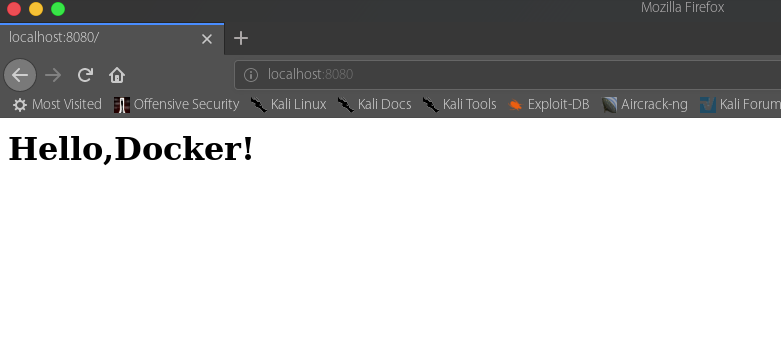 Mozilla Firefox
localhost:8080/
localhost:8080
Most Visited Offensive Security Kali Linux Kali Docs Kali Tools Exploit-DB Aircrack-ng Kali Forum
Hello,Docker!